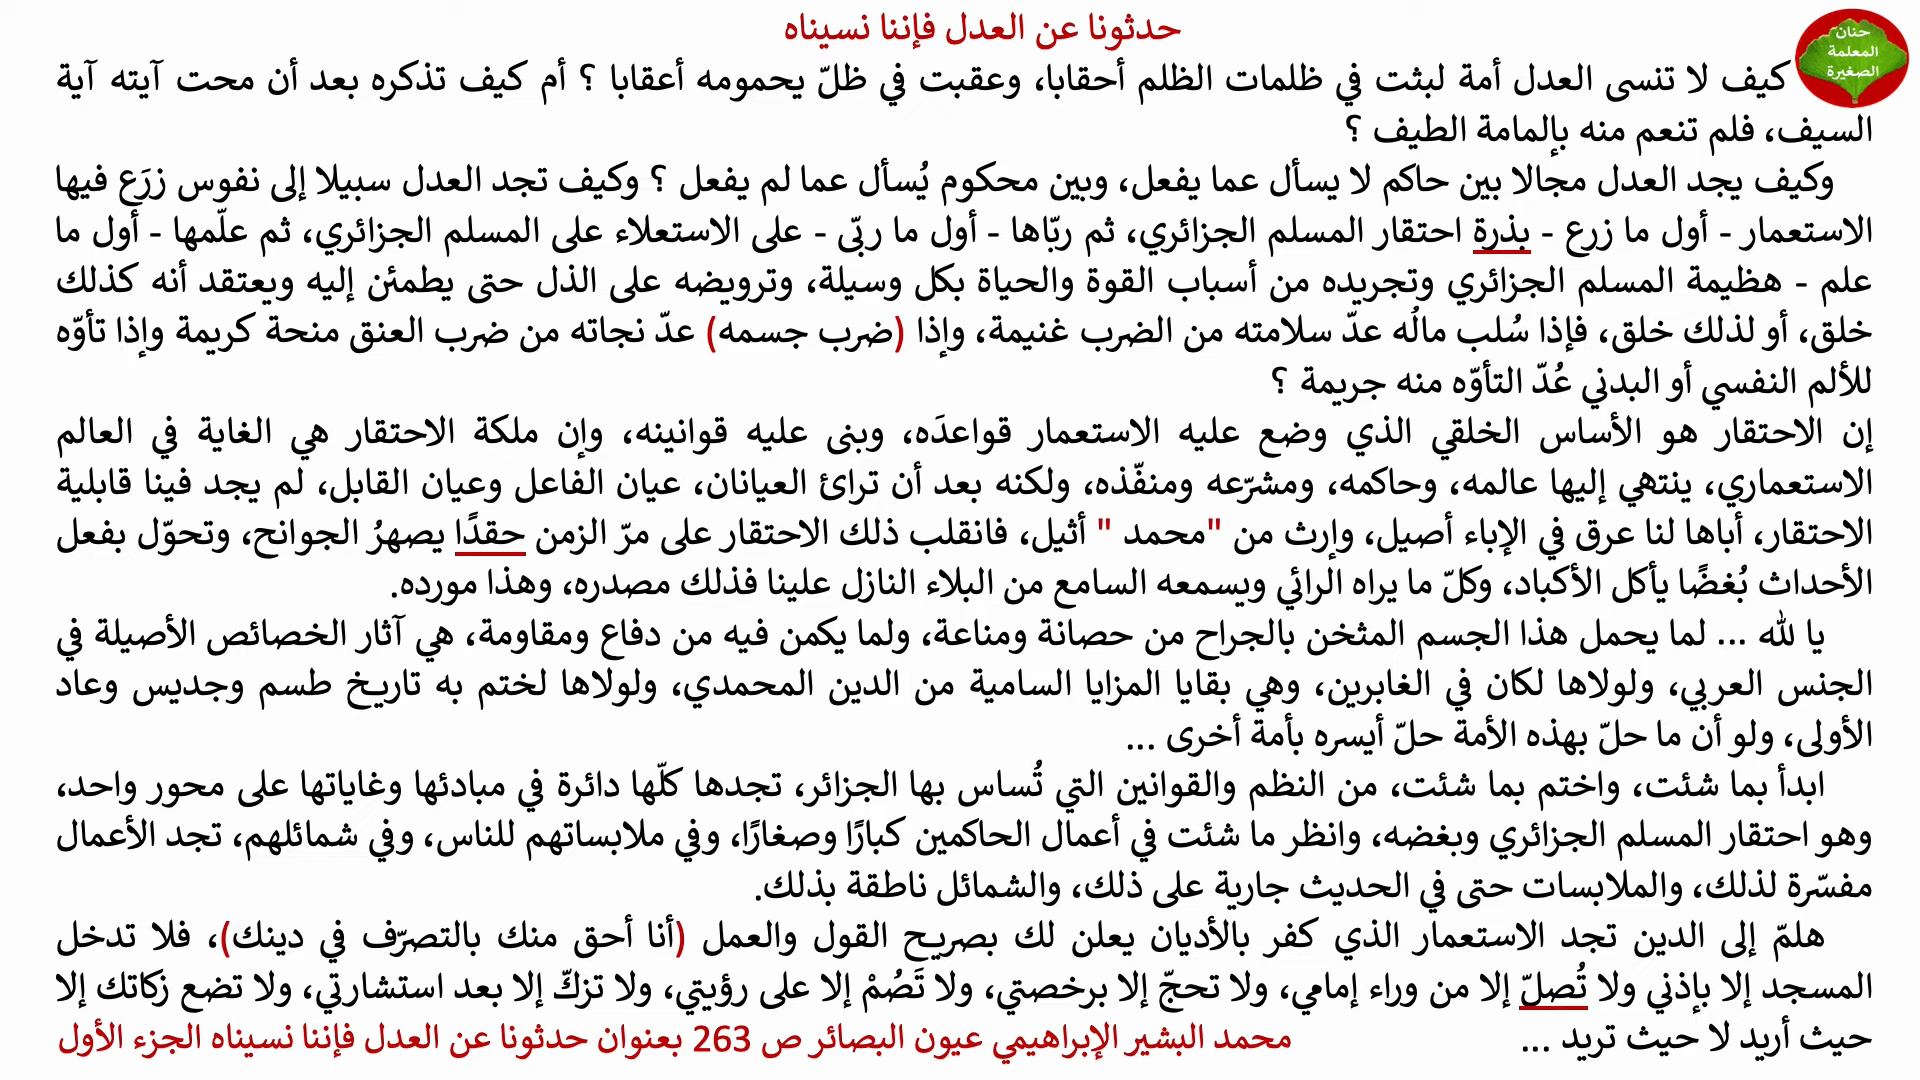 حدثونا عن العدل فإننا نسيناه
حنان
المعلمة
الصغيرة
كيف لا تنسى العدل أمة لبثت في ظلمات الظلم أحقابا، وعقبت في ظلّ يحمومه أعقابا ؟ أم كيف تذكره بعد أن محت آيته آية
السيف، فلم تنعم منه بإلمامة الطيف ؟
وكيف يجد العدل مجالا بين حاكم لا يسأل عما يفعل، وبين محكوم يُسأل عما لم يفعل ؟ وكيف تجد العدل سبيلا إلى نفوس زرَع فيها
الاستعمار - أول ما زرع - بذرة احتقار المسلم الجزائري، ثم ربّاها - أول ما ربّى - على الاستعلاء على المسلم الجزائري، ثم علّمها - أول ما
علم - هظيمة المسلم الجزائري وتجريده من أسباب القوة والحياة بكل وسيلة، وترويضه على الذل حتى يطمئن إليه ويعتقد أنه كذلك
خلق، أو لذلك خلق، فإذا سُلب مالُه عدّ سلامته من الضرب غنيمة، وإذا (ضرب جسمه) عدّ نجاته من ضرب العنق منحة كريمة وإذا تأوّه
للألم النفسي أو البدني عُدّ التأوّه منه جريمة ؟
إن الاحتقار هو الأساس الخلقي الذي وضع عليه الاستعمار قواعدَه، وبنى عليه قوانينه، وإن ملكة الاحتقار هي الغاية في العالم
الاستعماري، ينتهي إليها عالمه، وحاكمه، ومشرّعه ومنفّذه، ولكنه بعد أن ترائ العيانان، عيان الفاعل وعيان القابل، لم يجد فينا قابلية
الاحتقار، أباها لنا عرق في الإباء أصيل، وإرث من "محمد " أثيل، فانقلب ذلك الاحتقار على مرّ الزمن حقدًا يصهرُ الجوانح، وتحوّل بفعل
الأحداث بُغضًا يأكل الأكباد، وكلّ ما يراه الرائي ويسمعه السامع من البلاء النازل علينا فذلك مصدره، وهذا مورده.
يا لله ... لما يحمل هذا الجسم المثخن بالجراح من حصانة ومناعة، ولما يكمن فيه من دفاع ومقاومة، هي آثار الخصائص الأصيلة في
الجنس العربي، ولولاها لكان في الغابرين، وهي بقايا المزايا السامية من الدين المحمدي، ولولاها لختم به تاريخ طسم وجديس وعاد
الأولى، ولو أن ما حلّ بهذه الأمة حلّ أيسره بأمة أخرى ...
ابدأ بما شئت، واختم بما شئت، من النظم والقوانين التي تُساس بها الجزائر، تجدها كلّها دائرة في مبادئها وغاياتها على محور واحد،
وهو احتقار المسلم الجزائري وبغضه، وانظر ما شئت في أعمال الحاكمين كبارًا وصغارًا، وفي ملابساتهم للناس، وفي شمائلهم، تجد الأعمال
مفسّرة لذلك، والملابسات حتى في الحديث جارية على ذلك، والشمائل ناطقة بذلك.
هلمّ إلى الدين تجد الاستعمار الذي كفر بالأديان يعلن لك بصريح القول والعمل (أنا أحق منك بالتصرّف في دينك)، فلا تدخل
المسجد إلا بإذني ولا تُصلّ إلا من وراء إمامي، ولا تحجّ إلا برخصتي، ولا تَصُمْ إلا على رؤيتي، ولا تزكّ إلا بعد استشارتي، ولا تضع زكاتك إلا
حيث أريد لا حيث تريد ... محمد البشير الإبراهيمي عيون البصائر ص 263 بعنوان حدثونا عن العدل فإننا نسيناه الجزء الأول